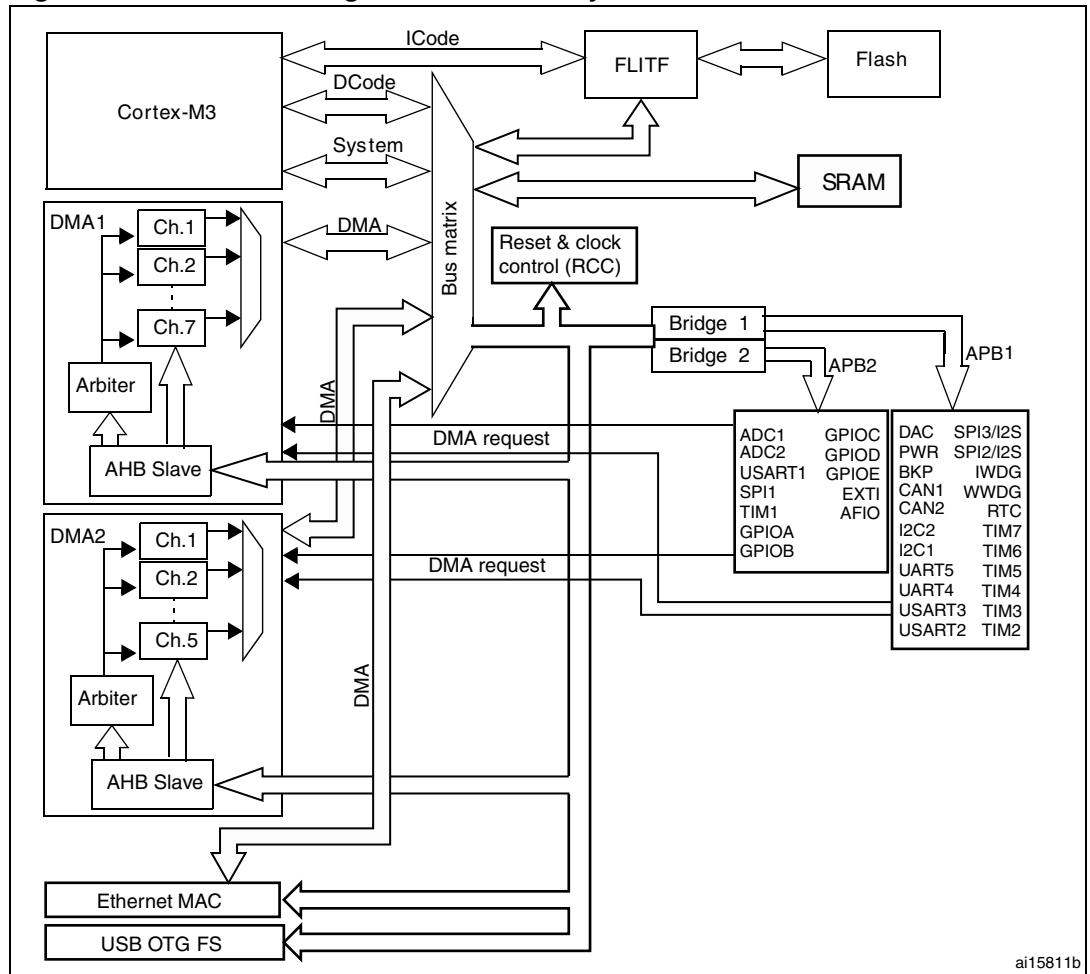 ICode
FLITF
Flash
Cortex-M3
DCode
System
SRAM
DMA1
Ch.1
Ch.2
Ch.7
DMA
Bus matrix
Reset & clock
control (RCC)
Bridge 1
Bridge 2
APB2
APB1
Arbiter
AHB Slave
DMA
DMA request
ADC1 GPIOC
ADC2 GPIOD
USART1 GPIOE
SPI1 EXTI
TIM1 AFIO
GPIOA
GPIOB
DAC SPI3/I2S
PWR SPI2/I2S
BKP IWDG
CAN1 WWDG
CAN2 RTC
I2C2 TIM7
I2C1 TIM6
UART5 TIM5
UART4 TIM4
USART3 TIM3
USART2 TIM2
DMA2
Ch.1
Ch.2
Ch.5
DMA request
Arbiter
DMA
AHB Slave
Ethernet MAC
USB OTG FS
ai15811b